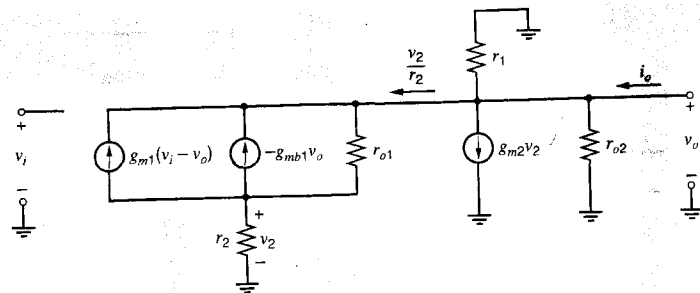 r₁
v₂/r₂
iₒ
+
vᵢ
−
gₘ₁(vᵢ − vₒ)
−gₘb₁vₒ
rₒ₁
gₘ₂v₂
rₒ₂
+
vₒ
−
+
r₂ v₂
−